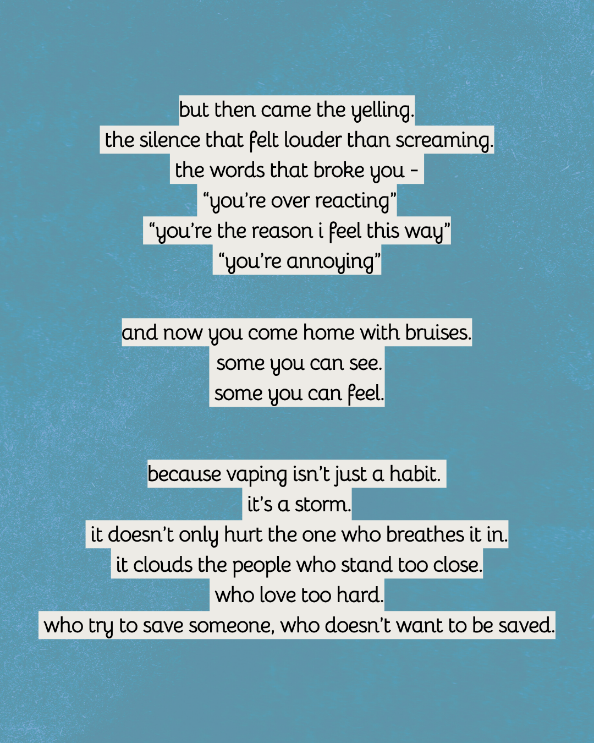 but then came the yelling.
the silence that felt louder than screaming.
the words that broke you -
“you’re over reacting”
“you’re the reason i feel this way”
“you’re annoying”
and now you come home with bruises.
some you can see.
some you can feel.
because vaping isn’t just a habit.
it’s a storm.
it doesn’t only hurt the one who breathes it in.
it clouds the people who stand too close.
who love too hard.
who try to save someone, who doesn’t want to be saved.